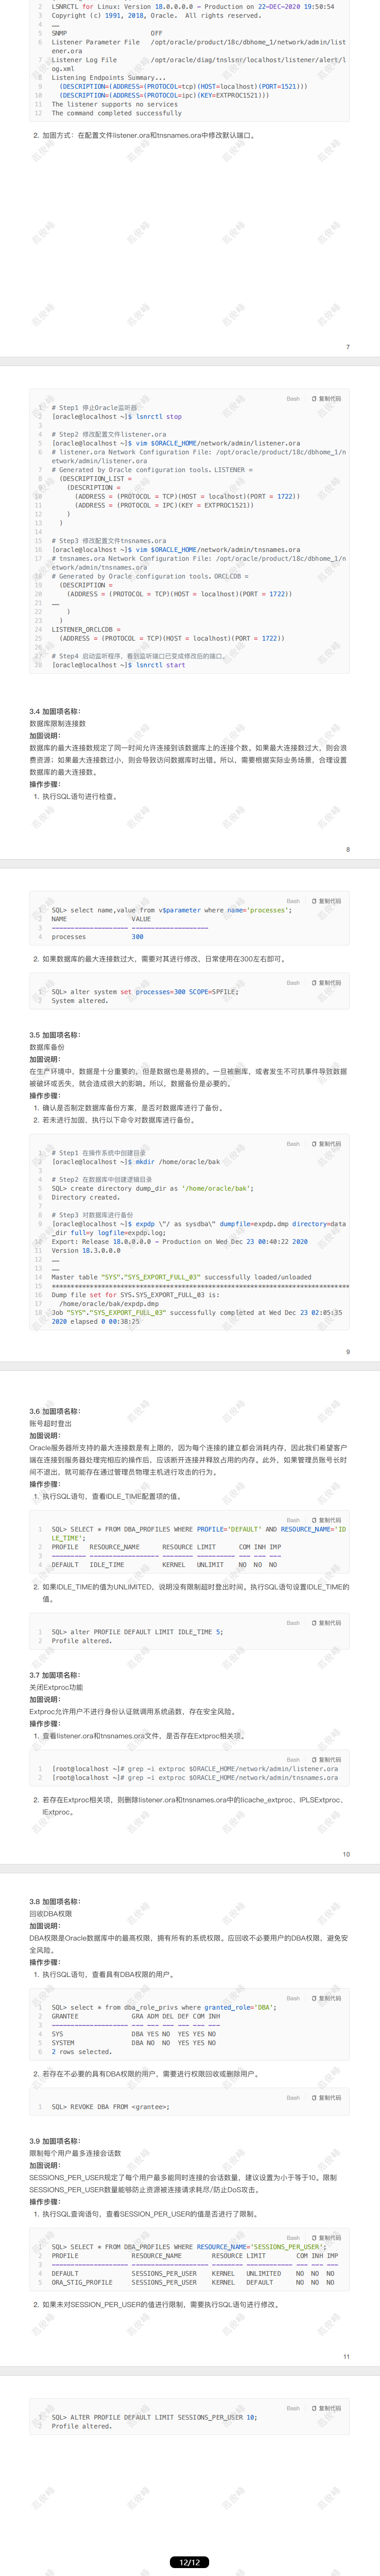 2 LSNRCTL for Linux: Version 18.0.0.0.0 - Production on 22-DEC-2020 19:50:54
3 Copyright (c) 1991, 2018, Oracle.  All rights reserved.
4 ……
5 SNMP                      OFF
6 Listener Parameter File   /opt/oracle/product/18c/dbhome_1/network/admin/list
ener.ora
7 Listener Log File         /opt/oracle/diag/tnslsnr/localhost/listener/alert/l
og.xml
8 Listening Endpoints Summary...
9   (DESCRIPTION=(ADDRESS=(PROTOCOL=tcp)(HOST=localhost)(PORT=1521)))
10   (DESCRIPTION=(ADDRESS=(PROTOCOL=ipc)(KEY=EXTPROC1521)))
11 The listener supports no services
12 The command completed successfully
2. 加固方式：在配置文件listener.ora和tnsnames.ora中修改默认端口。
7
Bash 复制代码
1 # Step1 停止Oracle监听器
2 [oracle@localhost ~]$ lsnrctl stop
3
4 # Step2 修改配置文件listener.ora
5 [oracle@localhost ~]$ vim $ORACLE_HOME/network/admin/listener.ora
6 # listener.ora Network Configuration File: /opt/oracle/product/18c/dbhome_1/n
etwork/admin/listener.ora
7 # Generated by Oracle configuration tools. LISTENER =
8   (DESCRIPTION_LIST =
9     (DESCRIPTION =
10       (ADDRESS = (PROTOCOL = TCP)(HOST = localhost)(PORT = 1722))
11       (ADDRESS = (PROTOCOL = IPC)(KEY = EXTPROC1521))
12     )
13   )
14
15 # Step3 修改配置文件tnsnames.ora
16 [oracle@localhost ~]$ vim $ORACLE_HOME/network/admin/tnsnames.ora
17 # tnsnames.ora Network Configuration File: /opt/oracle/product/18c/dbhome_1/n
etwork/admin/tnsnames.ora
18 # Generated by Oracle configuration tools. ORCLCDB =
19   (DESCRIPTION =
20     (ADDRESS = (PROTOCOL = TCP)(HOST = localhost)(PORT = 1722))
21 ……
22     )
23   )
24 LISTENER_ORCLCDB =
25   (ADDRESS = (PROTOCOL = TCP)(HOST = localhost)(PORT = 1722))
26
27 # Step4 启动监听程序，看到监听端口已变成修改后的端口。
28 [oracle@localhost ~]$ lsnrctl start
3.4 加固项名称：
数据库限制连接数
加固说明：
数据库的最大连接数规定了同一时间允许连接到该数据库上的连接个数。如果最大连接数过大，则会浪
费资源；如果最大连接数过小，则会导致访问数据库时出错。所以，需要根据实际业务场景，合理设置
数据库的最大连接数。
操作步骤：
1. 执行SQL语句进行检查。
8
Bash 复制代码
1 SQL> select name,value from v$parameter where name='processes';
2 NAME                 VALUE
3 -------------------- --------------------
4 processes            300
2. 如果数据库的最大连接数过大，需要对其进行修改，日常使用在300左右即可。
Bash 复制代码
1 SQL> alter system set processes=300 SCOPE=SPFILE;
2 System altered.
3.5 加固项名称：
数据库备份
加固说明：
在生产环境中，数据是十分重要的，但是数据也是易损的。一旦被删库，或者发生不可抗事件导致数据
被破坏或丢失，就会造成很大的影响。所以，数据备份是必要的。
操作步骤：
1. 确认是否制定数据库备份方案，是否对数据库进行了备份。
2. 若未进行加固，执行以下命令对数据库进行备份。
Bash 复制代码
1 # Step1 在操作系统中创建目录
2 [oracle@localhost ~]$ mkdir /home/oracle/bak
3
4 # Step2 在数据库中创建逻辑目录
5 SQL> create directory dump_dir as '/home/oracle/bak';
6 Directory created.
7
8 # Step3 对数据库进行备份
9 [oracle@localhost ~]$ expdp \"/ as sysdba\" dumpfile=expdp.dmp directory=data
_dir full=y logfile=expdp.log;
10 Export: Release 18.0.0.0.0 - Production on Wed Dec 23 00:40:22 2020
11 Version 18.3.0.0.0
12 ……
13 ……
14 Master table "SYS"."SYS_EXPORT_FULL_03" successfully loaded/unloaded
15 ******************************************************************************
16 Dump file set for SYS.SYS_EXPORT_FULL_03 is:
17   /home/oracle/bak/expdp.dmp
18 Job "SYS"."SYS_EXPORT_FULL_03" successfully completed at Wed Dec 23 02:05:35
2020 elapsed 0 00:38:25
9
3.6 加固项名称：
账号超时登出
加固说明：
Oracle服务器所支持的最大连接数是有上限的，因为每个连接的建立都会消耗内存，因此我们希望客户
端在连接到服务器处理完相应的操作后，应该断开连接并释放占用的内存。此外，如果管理员账号长时
间不退出，就可能存在通过管理员物理主机进行攻击的行为。
操作步骤：
1. 执行SQL语句，查看IDLE_TIME配置项的值。
Bash 复制代码
1 SQL> SELECT * FROM DBA_PROFILES WHERE PROFILE='DEFAULT' AND RESOURCE_NAME='ID
LE_TIME';
2 PROFILE   RESOURCE_NAME      RESOURCE LIMIT      COM INH IMP
3 --------- ------------------ -------- ---------- --- --- ---
4 DEFAULT   IDLE_TIME          KERNEL   UNLIMIT    NO  NO  NO
2. 如果IDLE_TIME的值为UNLIMITED，说明没有限制超时登出时间，执行SQL语句设置IDLE_TIME的
值。
Bash 复制代码
1 SQL> alter PROFILE DEFAULT LIMIT IDLE_TIME 5;
2 Profile altered.
3.7 加固项名称：
关闭Extproc功能
加固说明：
Extproc允许用户不进行身份认证就调用系统函数，存在安全风险。
操作步骤：
1. 查看listener.ora和tnsnames.ora文件，是否存在Extproc相关项。
Bash 复制代码
1 [root@localhost ~]# grep -i extproc $ORACLE_HOME/network/admin/listener.ora
2 [root@localhost ~]# grep -i extproc $ORACLE_HOME/network/admin/tnsnames.ora
2. 若存在Extproc相关项，则删除listener.ora和tnsnames.ora中的licache_extproc、IPLSExtproc、
IExtproc。
10
3.8 加固项名称：
回收DBA权限
加固说明：
DBA权限是Oracle数据库中的最高权限，拥有所有的系统权限。应回收不必要用户的DBA权限，避免安
全风险。
操作步骤：
1. 执行SQL语句，查看具有DBA权限的用户。
Bash 复制代码
1 SQL> select * from dba_role_privs where granted_role='DBA';
2 GRANTEE              GRA ADM DEL DEF COM INH
3 -------------------- --- --- --- --- --- ---
4 SYS                  DBA YES NO  YES YES NO
5 SYSTEM               DBA NO  NO  YES YES NO
6 2 rows selected.
2. 若存在不必要的具有DBA权限的用户，需要进行权限回收或删除用户。
Bash 复制代码
1 SQL> REVOKE DBA FROM <grantee>;
3.9 加固项名称：
限制每个用户最多连接会话数
加固说明：
SESSIONS_PER_USER规定了每个用户最多能同时连接的会话数量，建议设置为小于等于10。限制
SESSIONS_PER_USER数量能够防止资源被连接请求耗尽/防止DoS攻击。
操作步骤：
1. 执行SQL查询语句，查看SESSION_PER_USER的值是否进行了限制。
Bash 复制代码
1 SQL> SELECT * FROM DBA_PROFILES WHERE RESOURCE_NAME='SESSIONS_PER_USER';
2 PROFILE              RESOURCE_NAME        RESOURCE LIMIT        COM INH IMP
3 -------------------- -------------------- -------- ------------ --- --- ---
4 DEFAULT              SESSIONS_PER_USER    KERNEL   UNLIMITED    NO  NO  NO
5 ORA_STIG_PROFILE     SESSIONS_PER_USER    KERNEL   DEFAULT      NO  NO  NO
2. 如果未对SESSION_PER_USER的值进行限制，需要执行SQL语句进行修改。
11
Bash 复制代码
1 SQL> ALTER PROFILE DEFAULT LIMIT SESSIONS_PER_USER 10;
2 Profile altered.
12/12